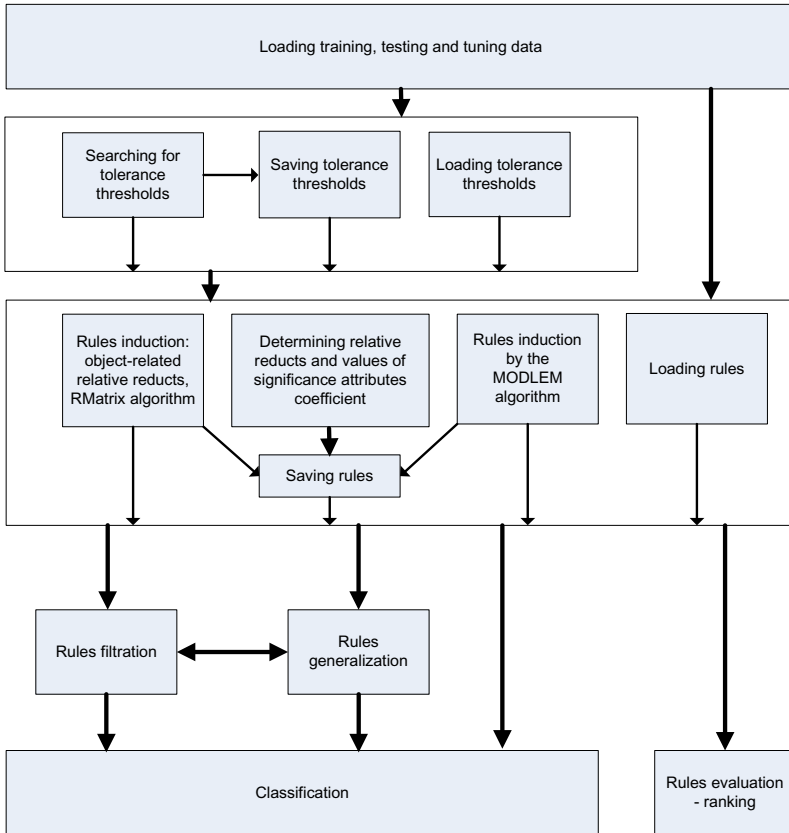 Loading training, testing and tuning data
Searching for
tolerance
thresholds
Saving tolerance
thresholds
Loading tolerance
thresholds
Rules induction:
object-related
relative reducts,
RMatrix algorithm
Determining relative
reducts and values of
significance attributes
coefficient
Rules induction
by the
MODLEM
algorithm
Loading rules
Saving rules
Rules filtration
Rules
generalization
Classification
Rules evaluation
- ranking